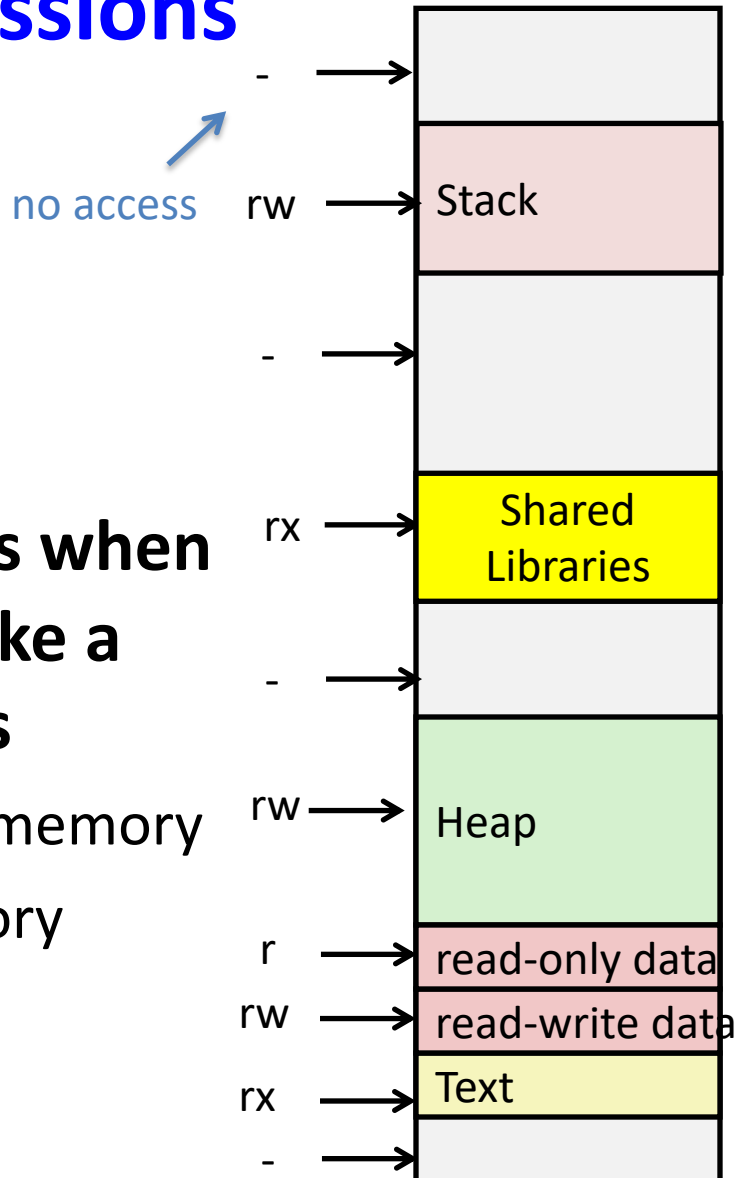 ssions
-
no access
rw
Stack
-
rx
Shared
Libraries
s when
ke a
-
s
rw
Heap
memory
ory
r
read-only data
rw
read-write data
rx
Text
-